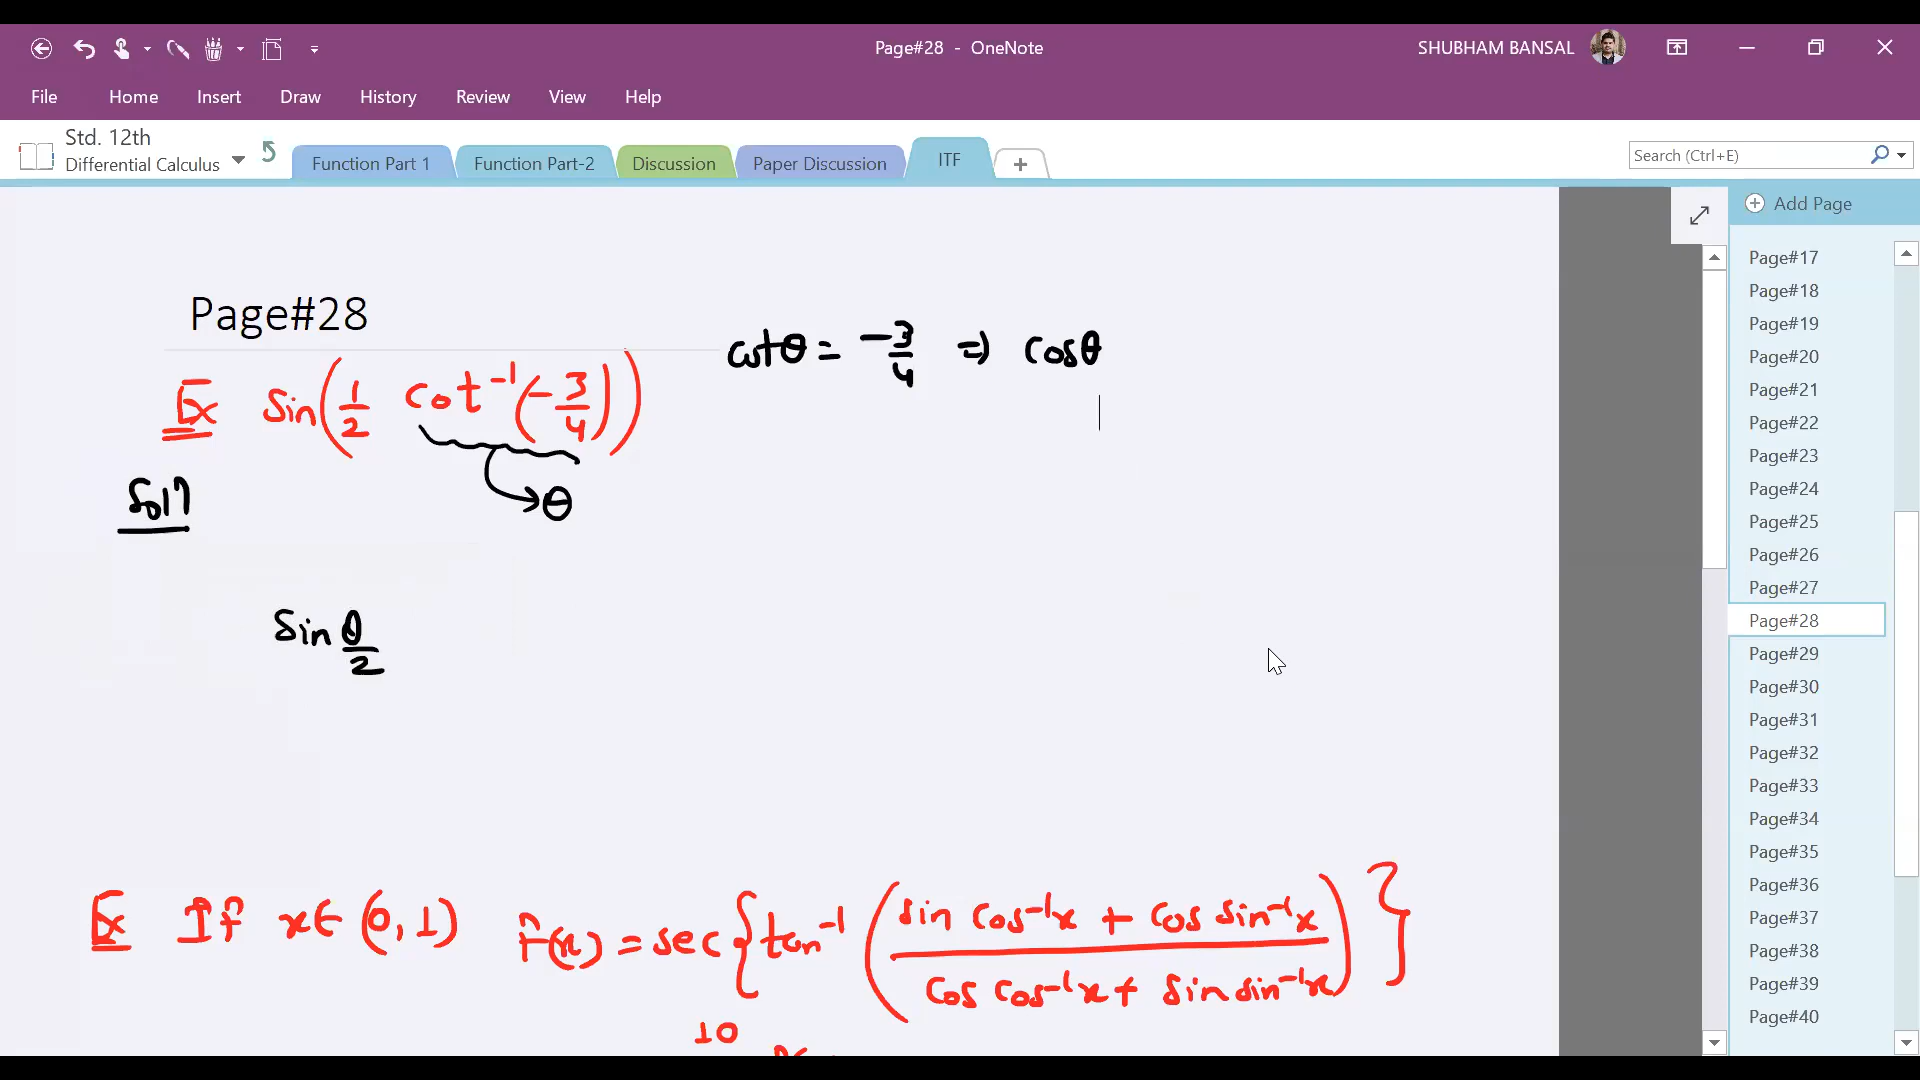 Page#28 - OneNote
SHUBHAM BANSAL
File Home Insert Draw History Review View Help
Std. 12th
Differential Calculus
Function Part 1
Function Part-2
Discussion
Paper Discussion
ITF
Search (Ctrl+E)
Add Page
Page#17
Page#18
Page#19
Page#20
Page#21
Page#22
Page#23
Page#24
Page#25
Page#26
Page#27
Page#28
Page#29
Page#30
Page#31
Page#32
Page#33
Page#34
Page#35
Page#36
Page#37
Page#38
Page#39
Page#40
Page#28
cotθ = -3/4 ⇒ cosθ
Ex sin(1/2 cot⁻¹(-3/4))
→θ
Solⁿ
sin θ/2
Ex If x∈(0,1) f(x) = sec{tan⁻¹((sin cos⁻¹x + cos sin⁻¹x)/(cos cos⁻¹x + sin sin⁻¹x))}
10